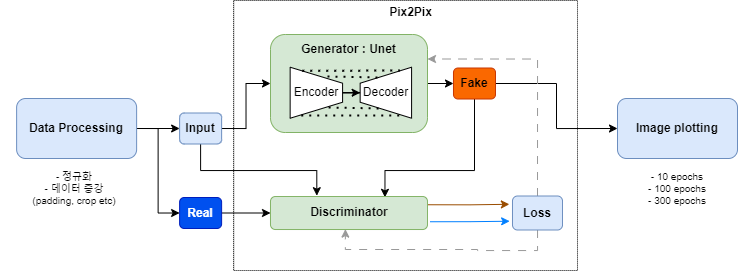 Pix2Pix
Generator : Unet
Encoder
Decoder
Fake
Data Processing
Input
Image plotting
- 정규화
- 데이터 증강
(padding, crop etc)
- 10 epochs
- 100 epochs
- 300 epochs
Real
Discriminator
Loss